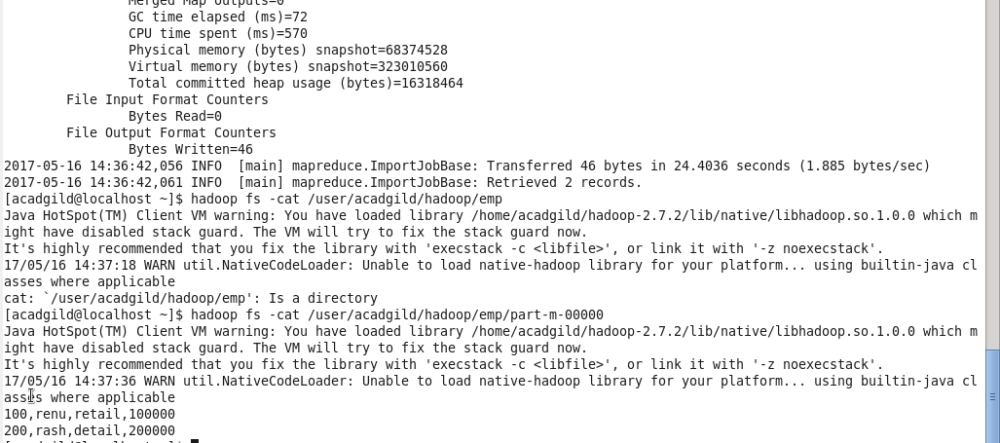 Merged Map outputs=0
GC time elapsed (ms)=72
CPU time spent (ms)=570
Physical memory (bytes) snapshot=68374528
Virtual memory (bytes) snapshot=323010560
Total committed heap usage (bytes)=16318464
File Input Format Counters
Bytes Read=0
File Output Format Counters
Bytes Written=46
2017-05-16 14:36:42,056 INFO  [main] mapreduce.ImportJobBase: Transferred 46 bytes in 24.4036 seconds (1.885 bytes/sec)
2017-05-16 14:36:42,061 INFO  [main] mapreduce.ImportJobBase: Retrieved 2 records.
[acadgild@localhost ~]$ hadoop fs -cat /user/acadgild/hadoop/emp
Java HotSpot(TM) Client VM warning: You have loaded library /home/acadgild/hadoop-2.7.2/lib/native/libhadoop.so.1.0.0 which m
ight have disabled stack guard. The VM will try to fix the stack guard now.
It's highly recommended that you fix the library with 'execstack -c <libfile>', or link it with '-z noexecstack'.
17/05/16 14:37:18 WARN util.NativeCodeLoader: Unable to load native-hadoop library for your platform... using builtin-java cl
asses where applicable
cat: `/user/acadgild/hadoop/emp': Is a directory
[acadgild@localhost ~]$ hadoop fs -cat /user/acadgild/hadoop/emp/part-m-00000
Java HotSpot(TM) Client VM warning: You have loaded library /home/acadgild/hadoop-2.7.2/lib/native/libhadoop.so.1.0.0 which m
ight have disabled stack guard. The VM will try to fix the stack guard now.
It's highly recommended that you fix the library with 'execstack -c <libfile>', or link it with '-z noexecstack'.
17/05/16 14:37:36 WARN util.NativeCodeLoader: Unable to load native-hadoop library for your platform... using builtin-java cl
asses where applicable
100,renu,retail,100000
200,rash,detail,200000